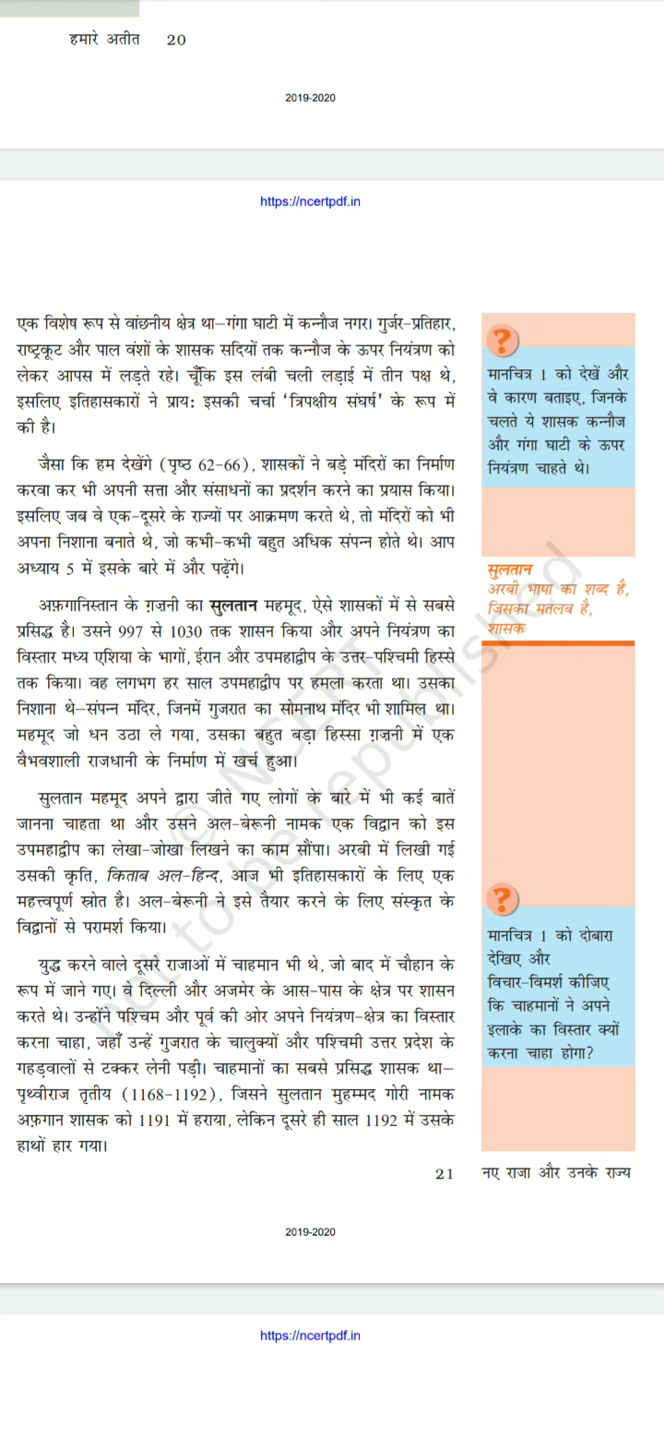 हमारे अतीत 20
2019-2020
https://ncertpdf.in
एक विशेष रूप से वांछनीय क्षेत्र था–गंगा घाटी में कन्नौज नगर। गुर्जर-प्रतिहार,
राष्ट्रकूट और पाल वंशों के शासक सदियों तक कन्नौज के ऊपर नियंत्रण को
लेकर आपस में लड़ते रहे। चूँकि इस लंबी चली लड़ाई में तीन पक्ष थे,
इसलिए इतिहासकारों ने प्राय: इसकी चर्चा ‘त्रिपक्षीय संघर्ष’ के रूप में
की है।
जैसा कि हम देखेंगे (पृष्ठ 62-66), शासकों ने बड़े मंदिरों का निर्माण
करवा कर भी अपनी सत्ता और संसाधनों का प्रदर्शन करने का प्रयास किया।
इसलिए जब वे एक-दूसरे के राज्यों पर आक्रमण करते थे, तो मंदिरों को भी
अपना निशाना बनाते थे, जो कभी-कभी बहुत अधिक संपन्न होते थे। आप
अध्याय 5 में इसके बारे में और पढ़ेंगे।
अफ़गानिस्तान के ग़ज़नी का सुलतान महमूद, ऐसे शासकों में से सबसे
प्रसिद्ध है। उसने 997 से 1030 तक शासन किया और अपने नियंत्रण का
विस्तार मध्य एशिया के भागों, ईरान और उपमहाद्वीप के उत्तर-पश्चिमी हिस्से
तक किया। वह लगभग हर साल उपमहाद्वीप पर हमला करता था। उसका
निशाना थे–संपन्न मंदिर, जिनमें गुजरात का सोमनाथ मंदिर भी शामिल था।
महमूद जो धन उठा ले गया, उसका बहुत बड़ा हिस्सा ग़ज़नी में एक
वैभवशाली राजधानी के निर्माण में खर्च हुआ।
सुलतान महमूद अपने द्वारा जीते गए लोगों के बारे में भी कई बातें
जानना चाहता था और उसने अल-बेरूनी नामक एक विद्वान को इस
उपमहाद्वीप का लेखा-जोखा लिखने का काम सौंपा। अरबी में लिखी गई
उसकी कृति, किताब अल-हिन्द, आज भी इतिहासकारों के लिए एक
महत्त्वपूर्ण स्रोत है। अल-बेरूनी ने इसे तैयार करने के लिए संस्कृत के
विद्वानों से परामर्श किया।
युद्ध करने वाले दूसरे राजाओं में चाहमान भी थे, जो बाद में चौहान के
रूप में जाने गए। वे दिल्ली और अजमेर के आस-पास के क्षेत्र पर शासन
करते थे। उन्होंने पश्चिम और पूर्व की ओर अपने नियंत्रण-क्षेत्र का विस्तार
करना चाहा, जहाँ उन्हें गुजरात के चालुक्यों और पश्चिमी उत्तर प्रदेश के
गहड़वालों से टक्कर लेनी पड़ी। चाहमानों का सबसे प्रसिद्ध शासक था–
पृथ्वीराज तृतीय (1168-1192), जिसने सुलतान मुहम्मद गोरी नामक
अफ़गान शासक को 1191 में हराया, लेकिन दूसरे ही साल 1192 में उसके
हाथों हार गया।
?
मानचित्र 1 को देखें और
वे कारण बताइए, जिनके
चलते ये शासक कन्नौज
और गंगा घाटी के ऊपर
नियंत्रण चाहते थे।
सुलतान
अरबी भाषा का शब्द है,
जिसका मतलब है,
शासक
?
मानचित्र 1 को दोबारा
देखिए और
विचार-विमर्श कीजिए
कि चाहमानों ने अपने
इलाके का विस्तार क्यों
करना चाहा होगा?
21 नए राजा और उनके राज्य
© NCERT
not to be republished
2019-2020
https://ncertpdf.in